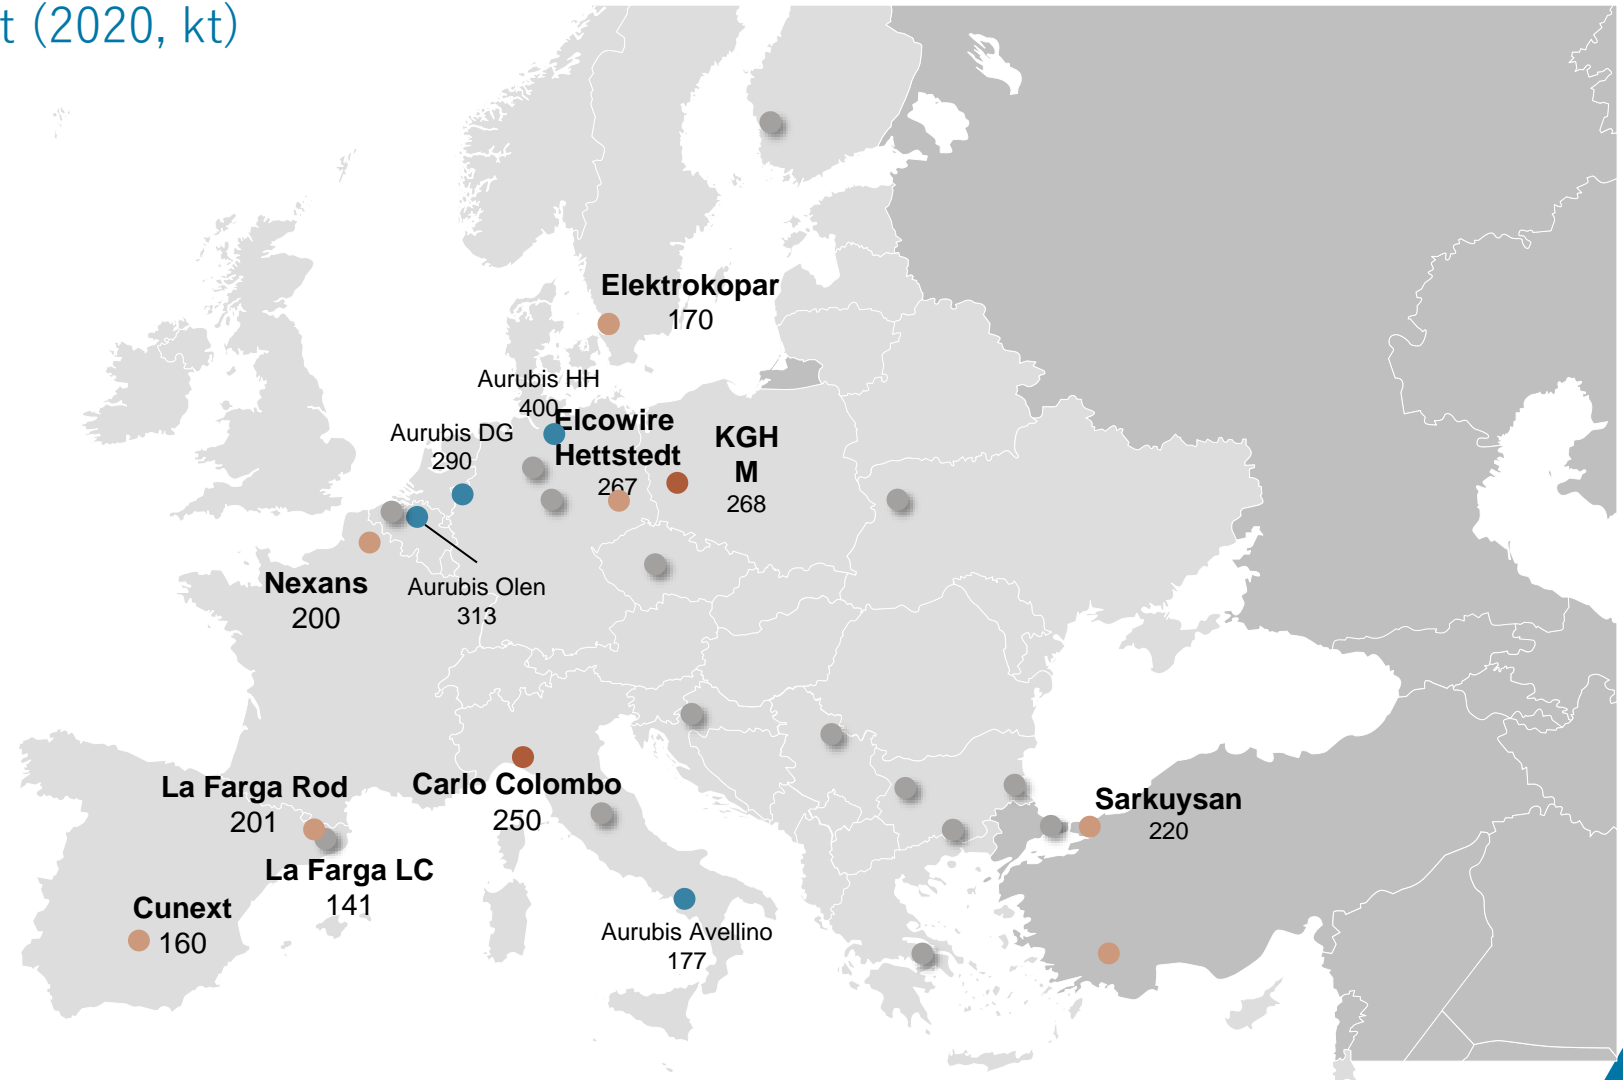 t (2020, kt)
Elektrokopar
170
Aurubis HH
400
Elcowire
Hettstedt
267
Aurubis DG
290
KGH
M
268
Nexans
200
Aurubis Olen
313
La Farga Rod
201
Carlo Colombo
250
Sarkuysan
220
La Farga LC
141
Cunext
160
Aurubis Avellino
177